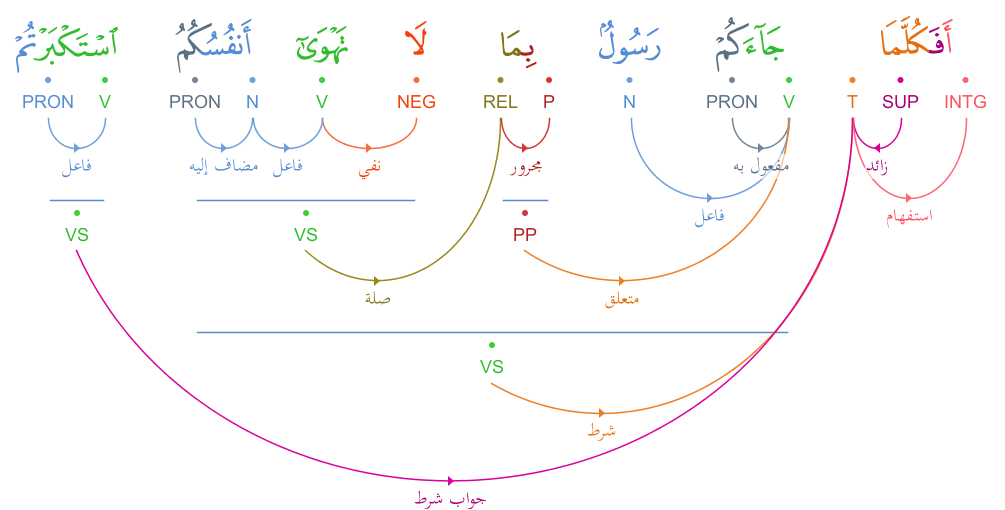 أَفَكُلَّمَا جَآءَكُمْ رَسُولٌۢ بِمَا لَا تَهْوَىٰٓ أَنفُسُكُمُ ٱسْتَكْبَرْتُمْ
INTG SUP T V PRON N P REL NEG V N PRON V PRON
زائد مفعول به مجرور نفي فاعل مضاف إليه فاعل
استفهام فاعل
PP VS VS
متعلق صلة
VS
شرط
جواب شرط